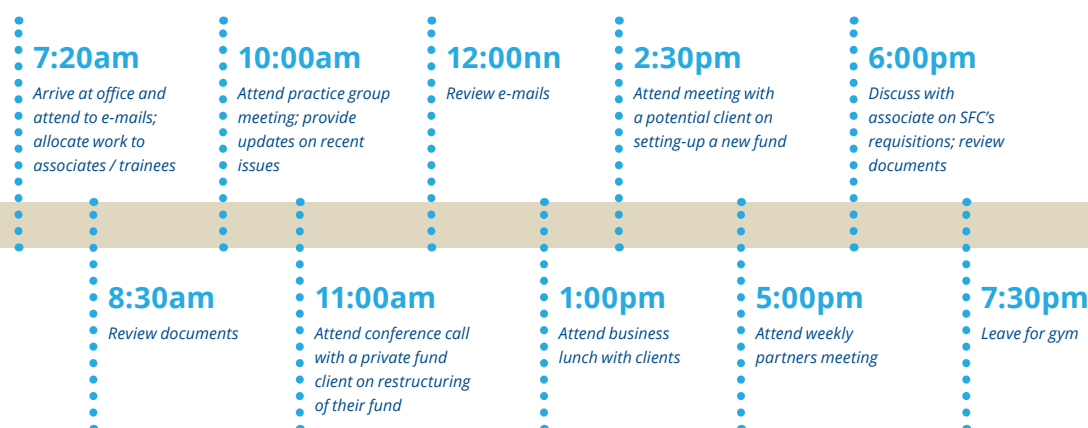 7:20am
Arrive at office and
attend to e-mails;
allocate work to
associates / trainees
8:30am
Review documents
10:00am
Attend practice group
meeting; provide
updates on recent
issues
11:00am
Attend conference call
with a private fund
client on restructuring
of their fund
12:00nn
Review e-mails
1:00pm
Attend business
lunch with clients
2:30pm
Attend meeting with
a potential client on
setting-up a new fund
5:00pm
Attend weekly
partners meeting
6:00pm
Discuss with
associate on SFC's
requisitions; review
documents
7:30pm
Leave for gym